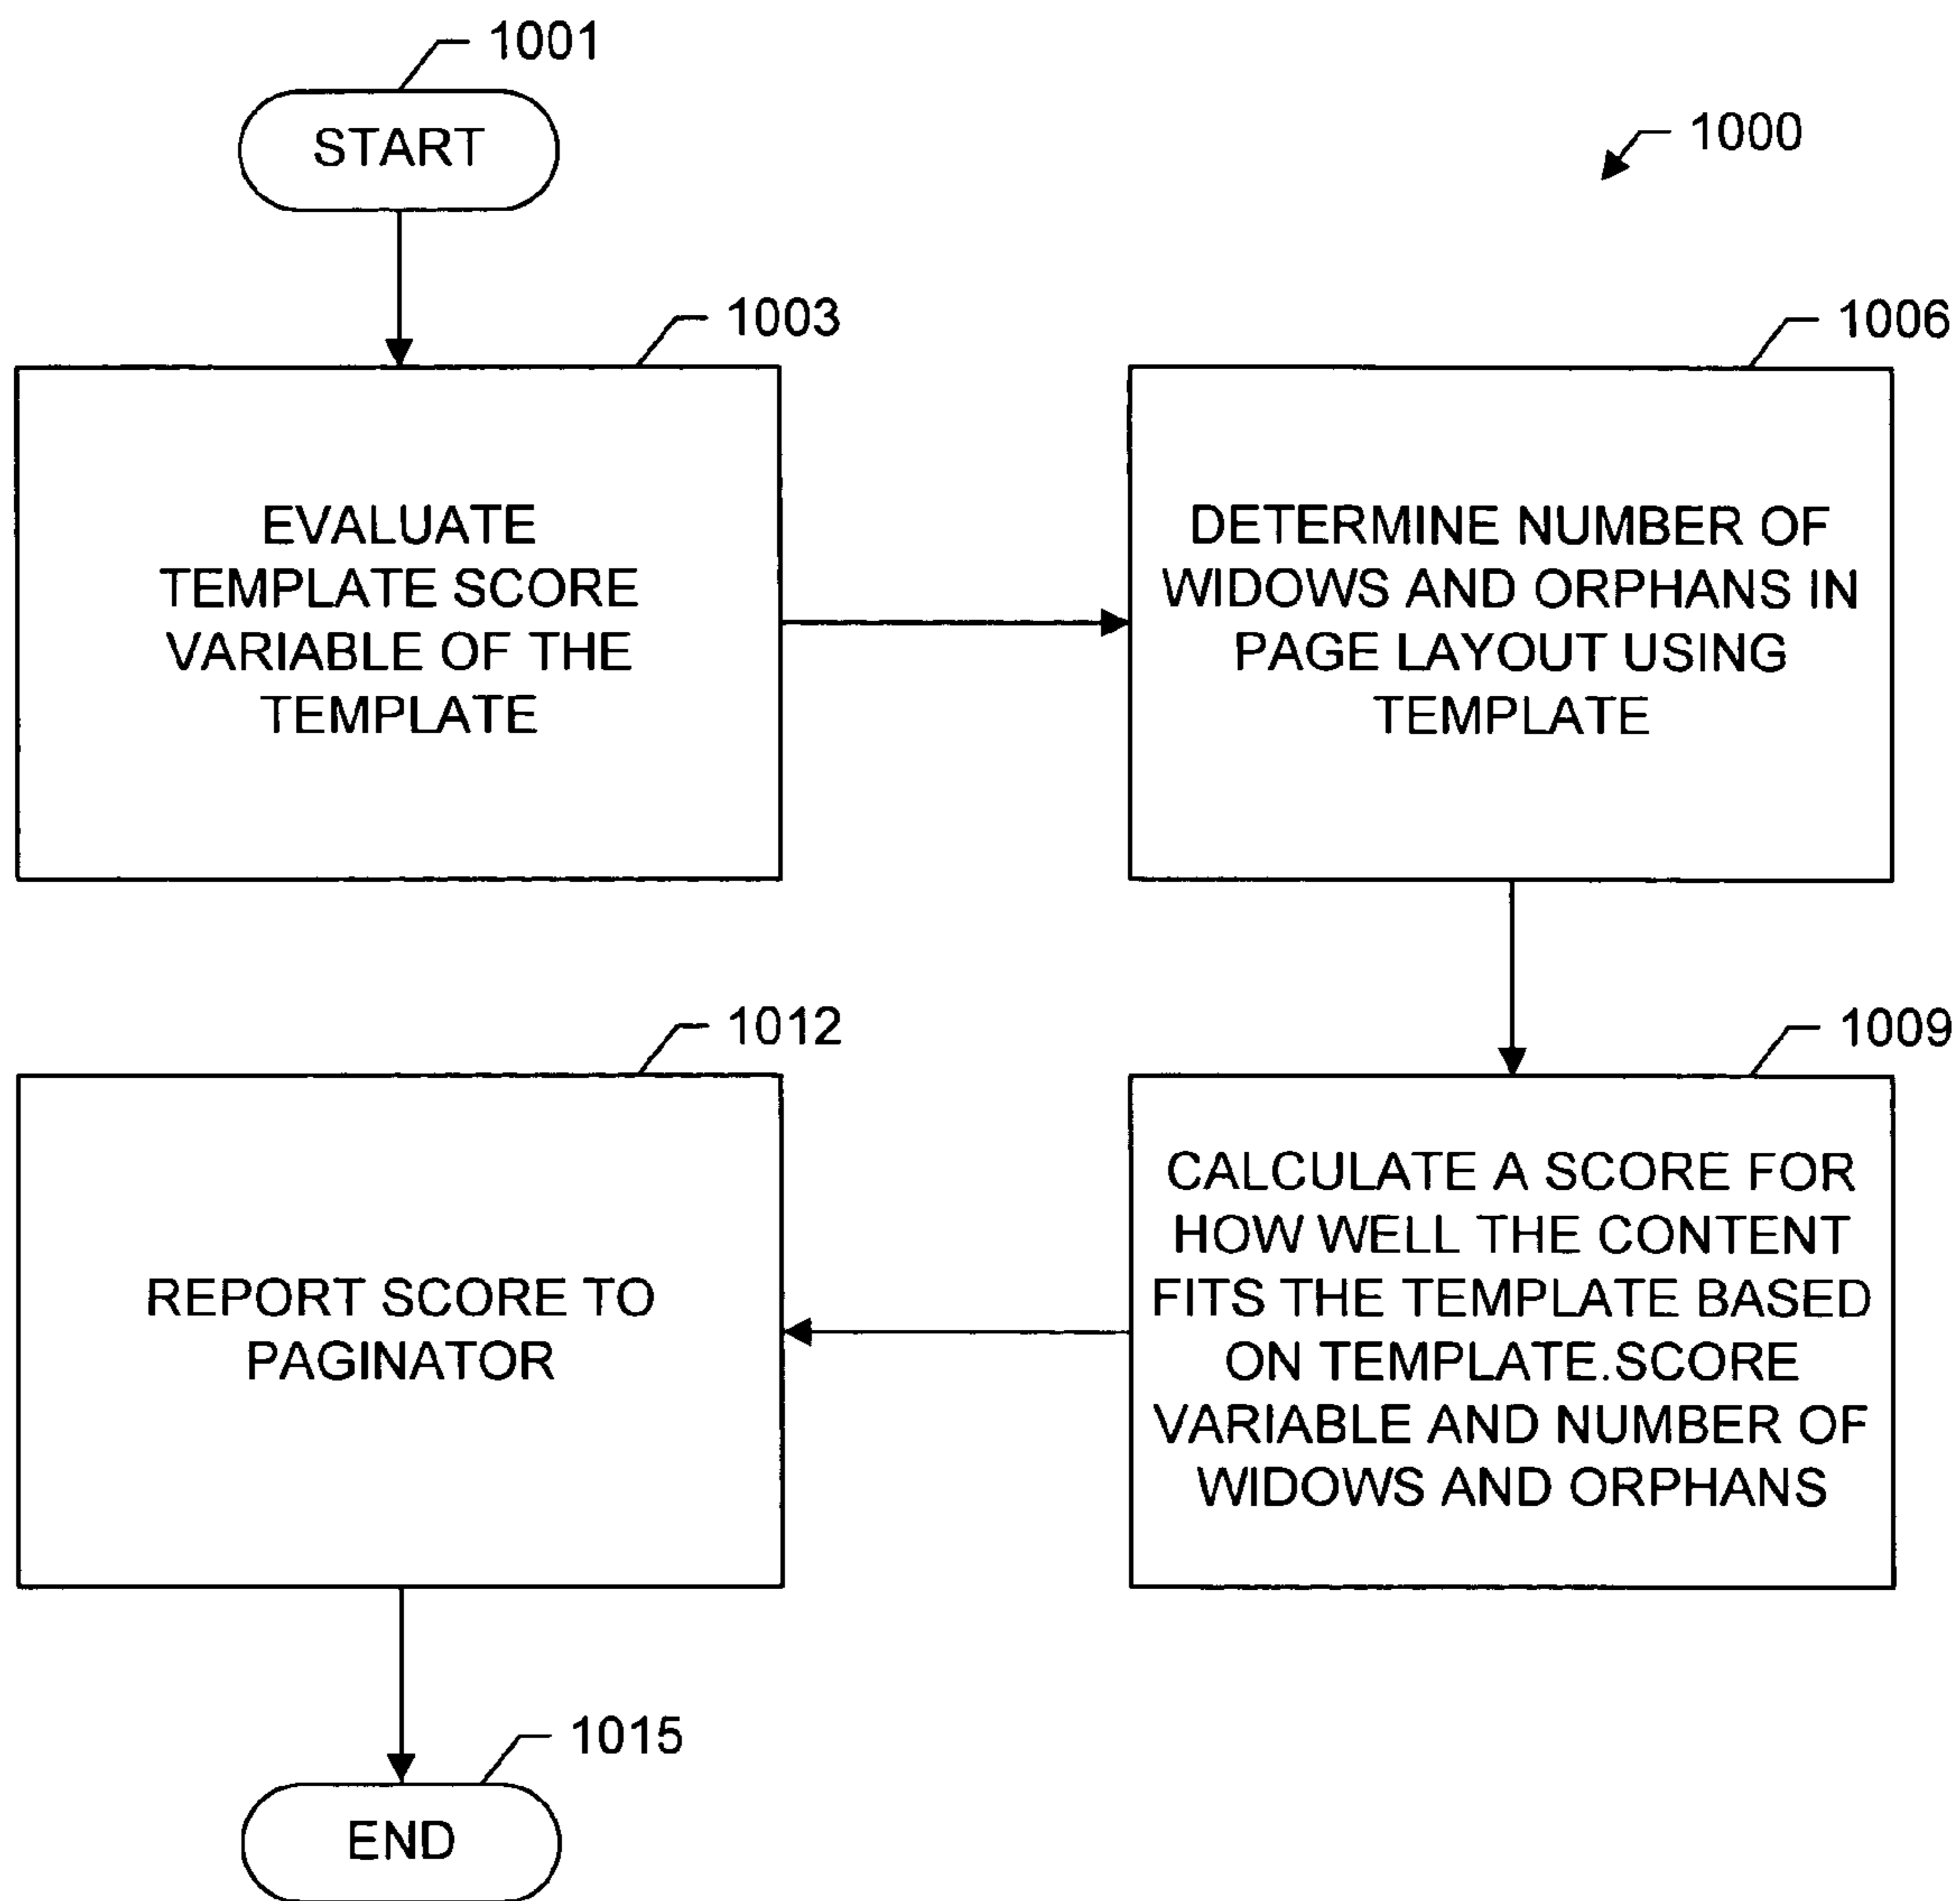 1001
START
1000
1003
EVALUATE
TEMPLATE SCORE
VARIABLE OF THE
TEMPLATE
1006
DETERMINE NUMBER OF
WIDOWS AND ORPHANS IN
PAGE LAYOUT USING
TEMPLATE
1009
CALCULATE A SCORE FOR
HOW WELL THE CONTENT
FITS THE TEMPLATE BASED
ON TEMPLATE.SCORE
VARIABLE AND NUMBER OF
WIDOWS AND ORPHANS
1012
REPORT SCORE TO
PAGINATOR
1015
END